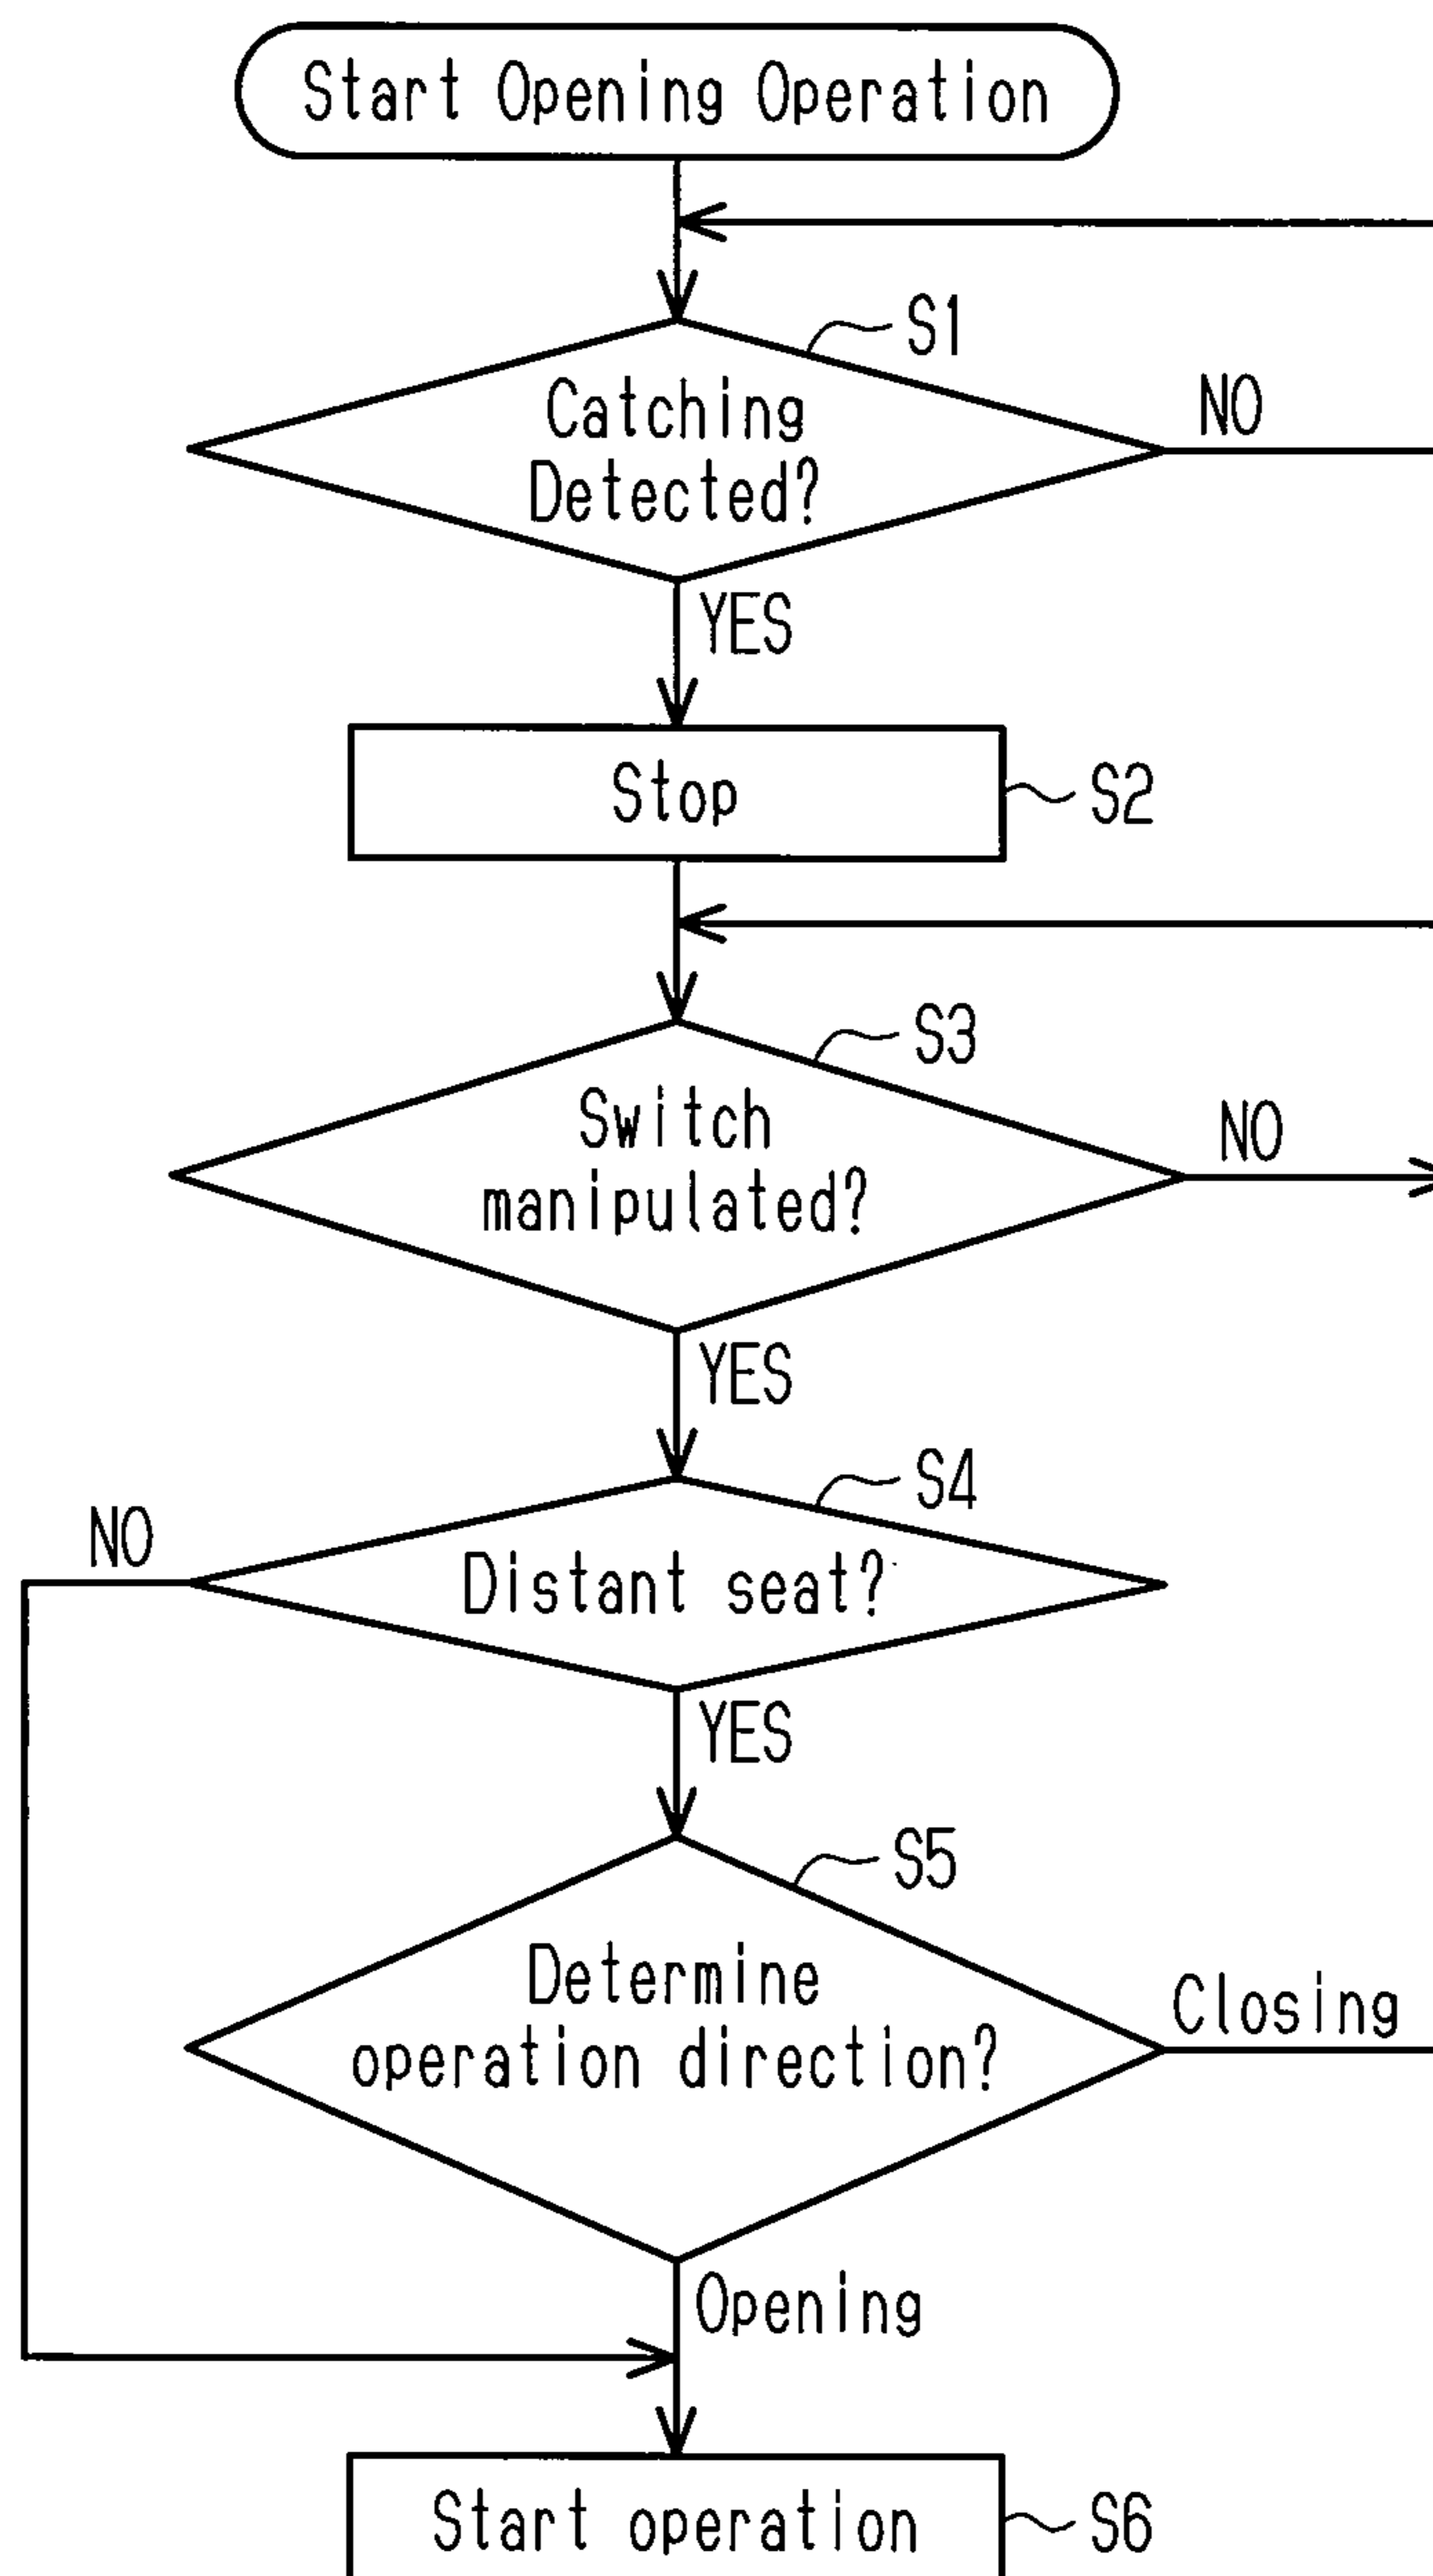 Start Opening Operation
S1
Catching
Detected?
NO
YES
Stop
S2
S3
Switch
manipulated?
NO
YES
S4
NO
Distant seat?
YES
S5
Determine
operation direction?
Closing
Opening
Start operation
S6